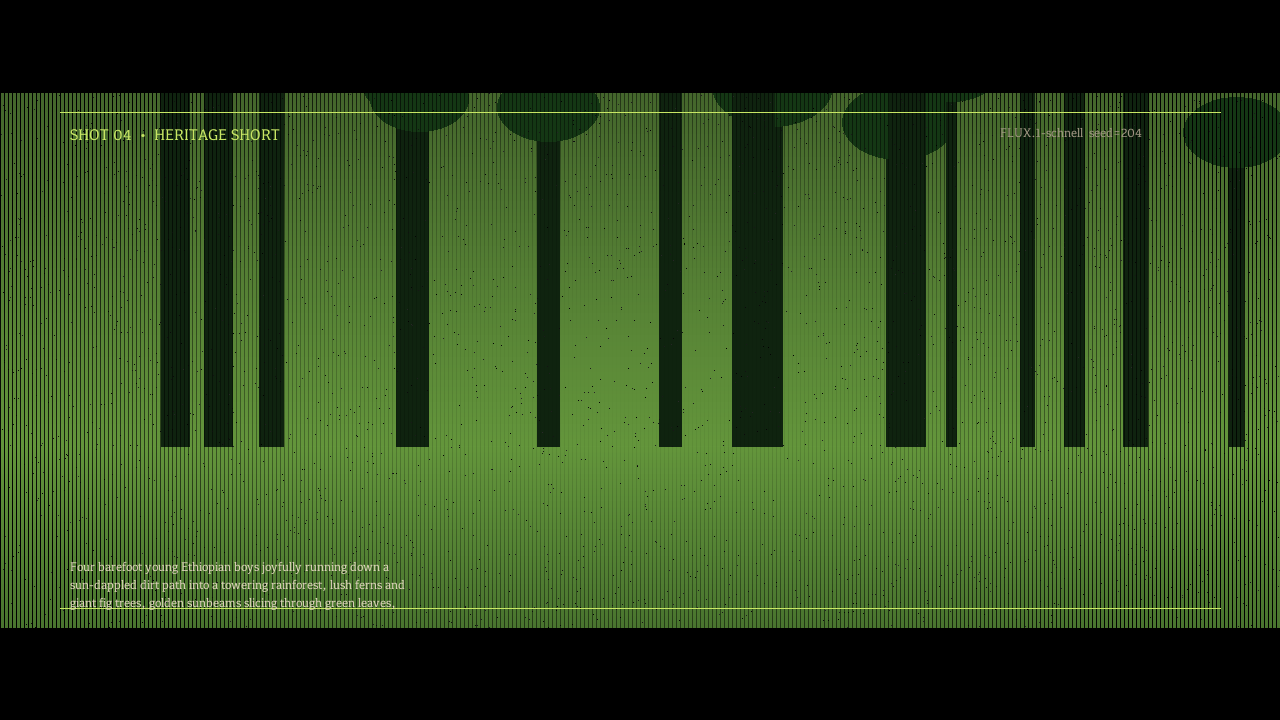 SHOT 04 • HERITAGE SHORT
FLUX.1-schnell seed=204
Four barefoot young Ethiopian boys joyfully running down a
sun-dappled dirt path into a towering rainforest, lush ferns and
giant fig trees, golden sunbeams slicing through green leaves,